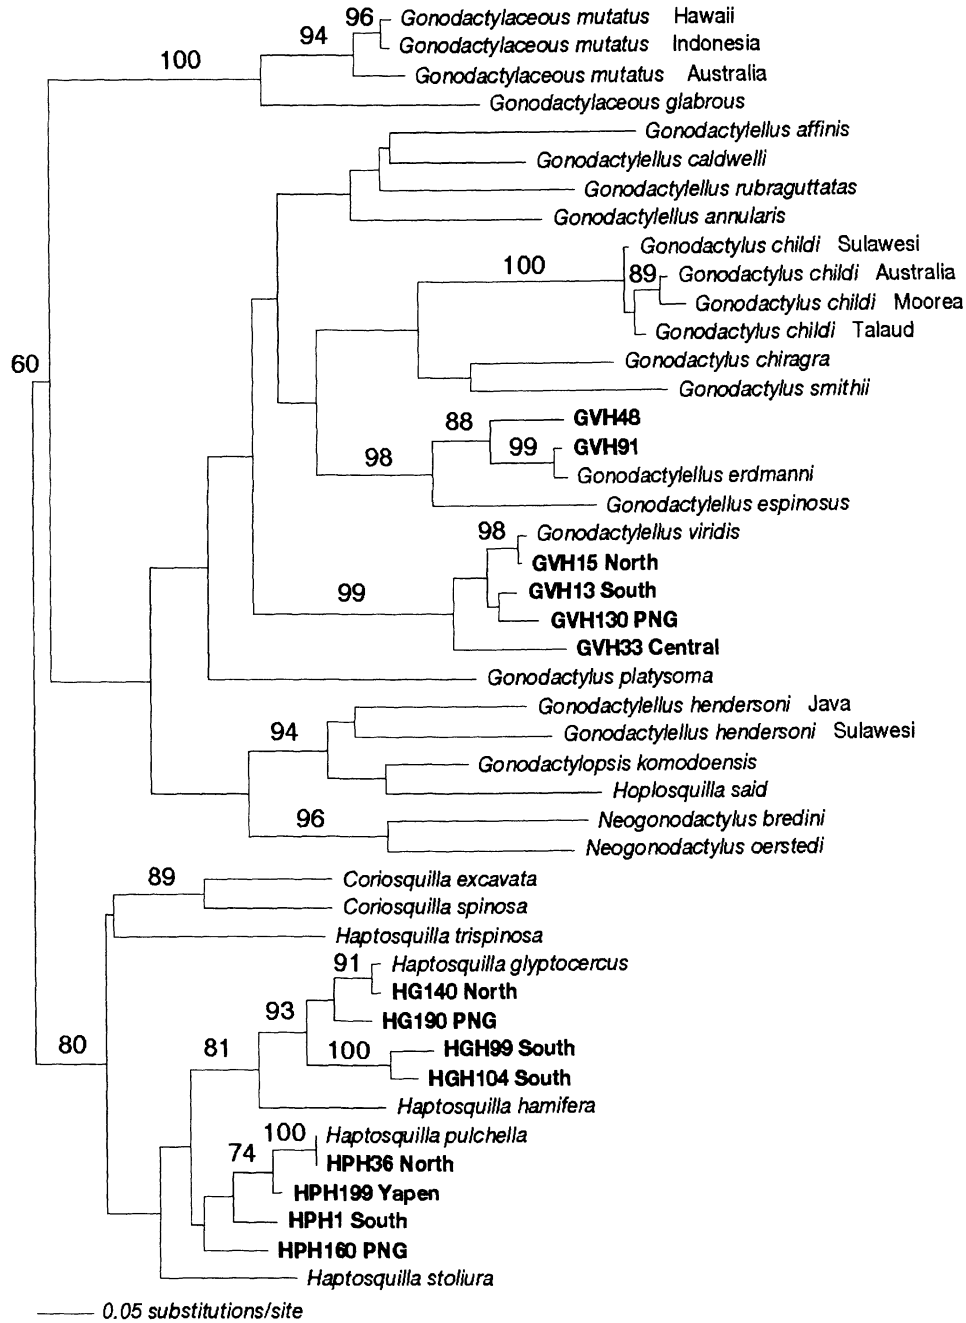 96 Gonodactylaceous mutatus Hawaii
94 Gonodactylaceous mutatus Indonesia
100 Gonodactylaceous mutatus Australia
Gonodactylaceous glabrous
Gonodactylellus affinis
Gonodactylellus caldwelli
Gonodactylellus rubraguttatas
Gonodactylellus annularis
Gonodactylus childi Sulawesi
100 89 Gonodactylus childi Australia
Gonodactylus childi Moorea
Gonodactylus childi Talaud
60 Gonodactylus chiragra
Gonodactylus smithii
88 GVH48
98 99 GVH91
Gonodactylellus erdmanni
Gonodactylellus espinosus
98 Gonodactylellus viridis
GVH15 North
99 GVH13 South
GVH130 PNG
GVH33 Central
Gonodactylus platysoma
Gonodactylellus hendersoni Java
94 Gonodactylellus hendersoni Sulawesi
Gonodactylopsis komodoensis
Hoplosquilla said
96 Neogonodactylus bredini
Neogonodactylus oerstedi
89 Coriosquilla excavata
Coriosquilla spinosa
Haptosquilla trispinosa
91 Haptosquilla glyptocercus
HG140 North
93 HG190 PNG
80 81 100 HGH99 South
HGH104 South
Haptosquilla hamifera
100 Haptosquilla pulchella
74 HPH36 North
HPH199 Yapen
HPH1 South
HPH160 PNG
Haptosquilla stoliura
0.05 substitutions/site